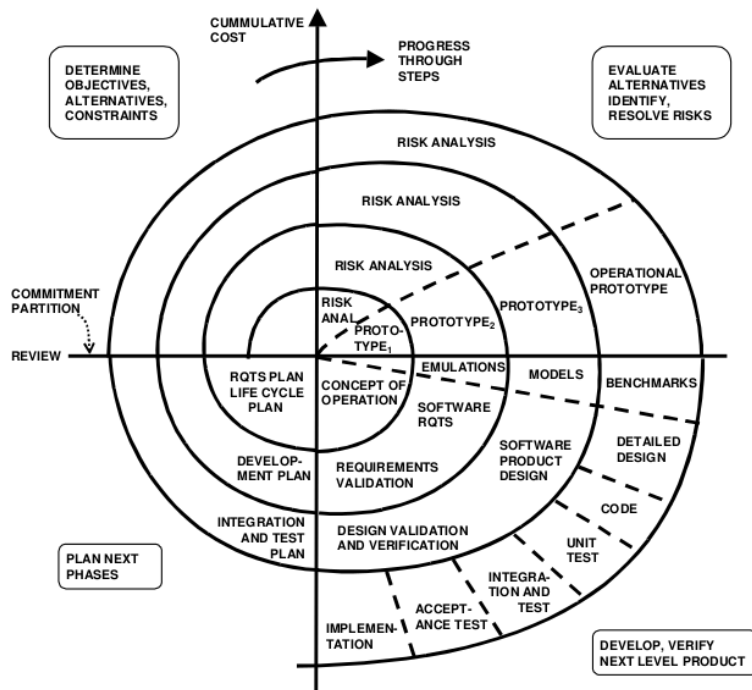 CUMMULATIVE
COST
PROGRESS
THROUGH
STEPS
DETERMINE
OBJECTIVES,
ALTERNATIVES,
CONSTRAINTS
EVALUATE
ALTERNATIVES
IDENTIFY,
RESOLVE RISKS
RISK ANALYSIS
RISK ANALYSIS
RISK ANALYSIS
RISK
ANAL.
OPERATIONAL
PROTOTYPE
PROTOTYPE3
PROTOTYPE2
PROTO-
TYPE1
COMMITMENT
PARTITION
REVIEW
RQTS PLAN
LIFE CYCLE
PLAN
CONCEPT OF
OPERATION
EMULATIONS
MODELS
BENCHMARKS
SOFTWARE
RQTS
SOFTWARE
PRODUCT
DESIGN
DETAILED
DESIGN
DEVELOP-
MENT PLAN
REQUIREMENTS
VALIDATION
CODE
UNIT
TEST
INTEGRATION
AND TEST
PLAN
DESIGN VALIDATION
AND VERIFICATION
INTEGRA-
TION AND
TEST
ACCEPT-
ANCE TEST
IMPLEMEN-
TATION
PLAN NEXT
PHASES
DEVELOP, VERIFY
NEXT LEVEL PRODUCT